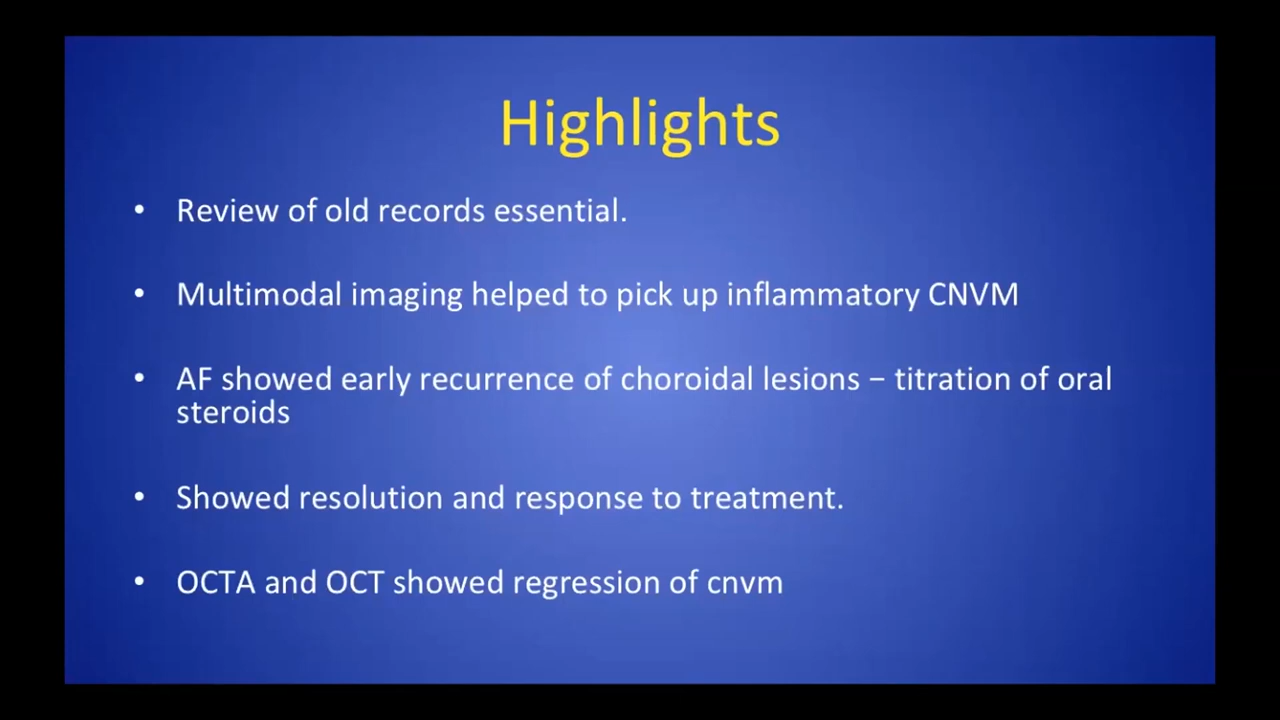 Highlights
• Review of old records essential.
• Multimodal imaging helped to pick up inflammatory CNVM
• AF showed early recurrence of choroidal lesions – titration of oral
steroids
• Showed resolution and response to treatment.
• OCTA and OCT showed regression of cnvm